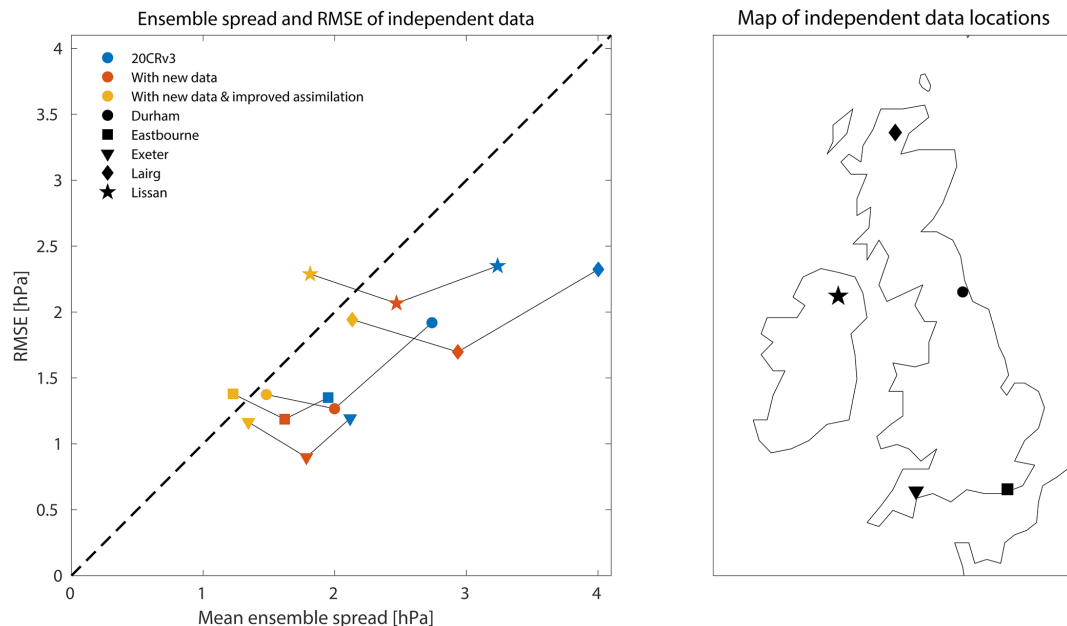 Ensemble spread and RMSE of independent data
4
3.5
3
2.5
2
1.5
1
0.5
0
RMSE [hPa]
20CRv3
With new data
With new data & improved assimilation
Durham
Eastbourne
Exeter
Lairg
Lissan
0
1
2
3
4
Mean ensemble spread [hPa]
Map of independent data locations